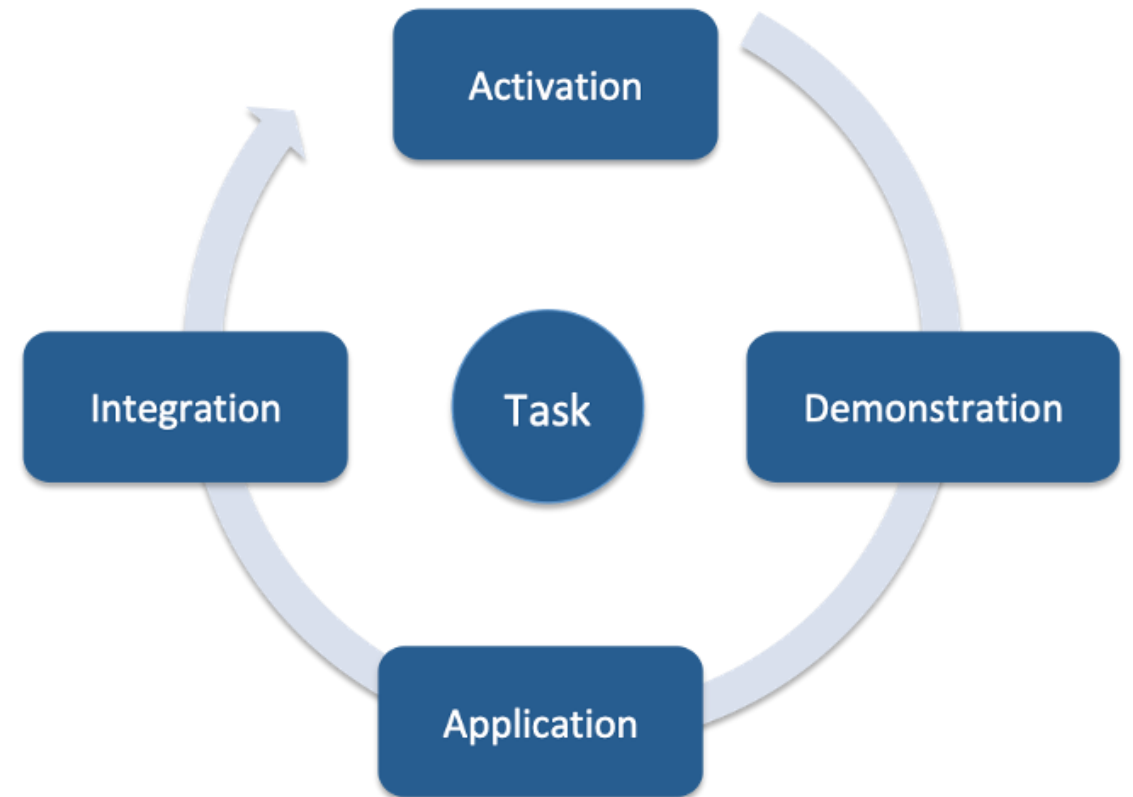 Activation
Integration
Task
Demonstration
Application